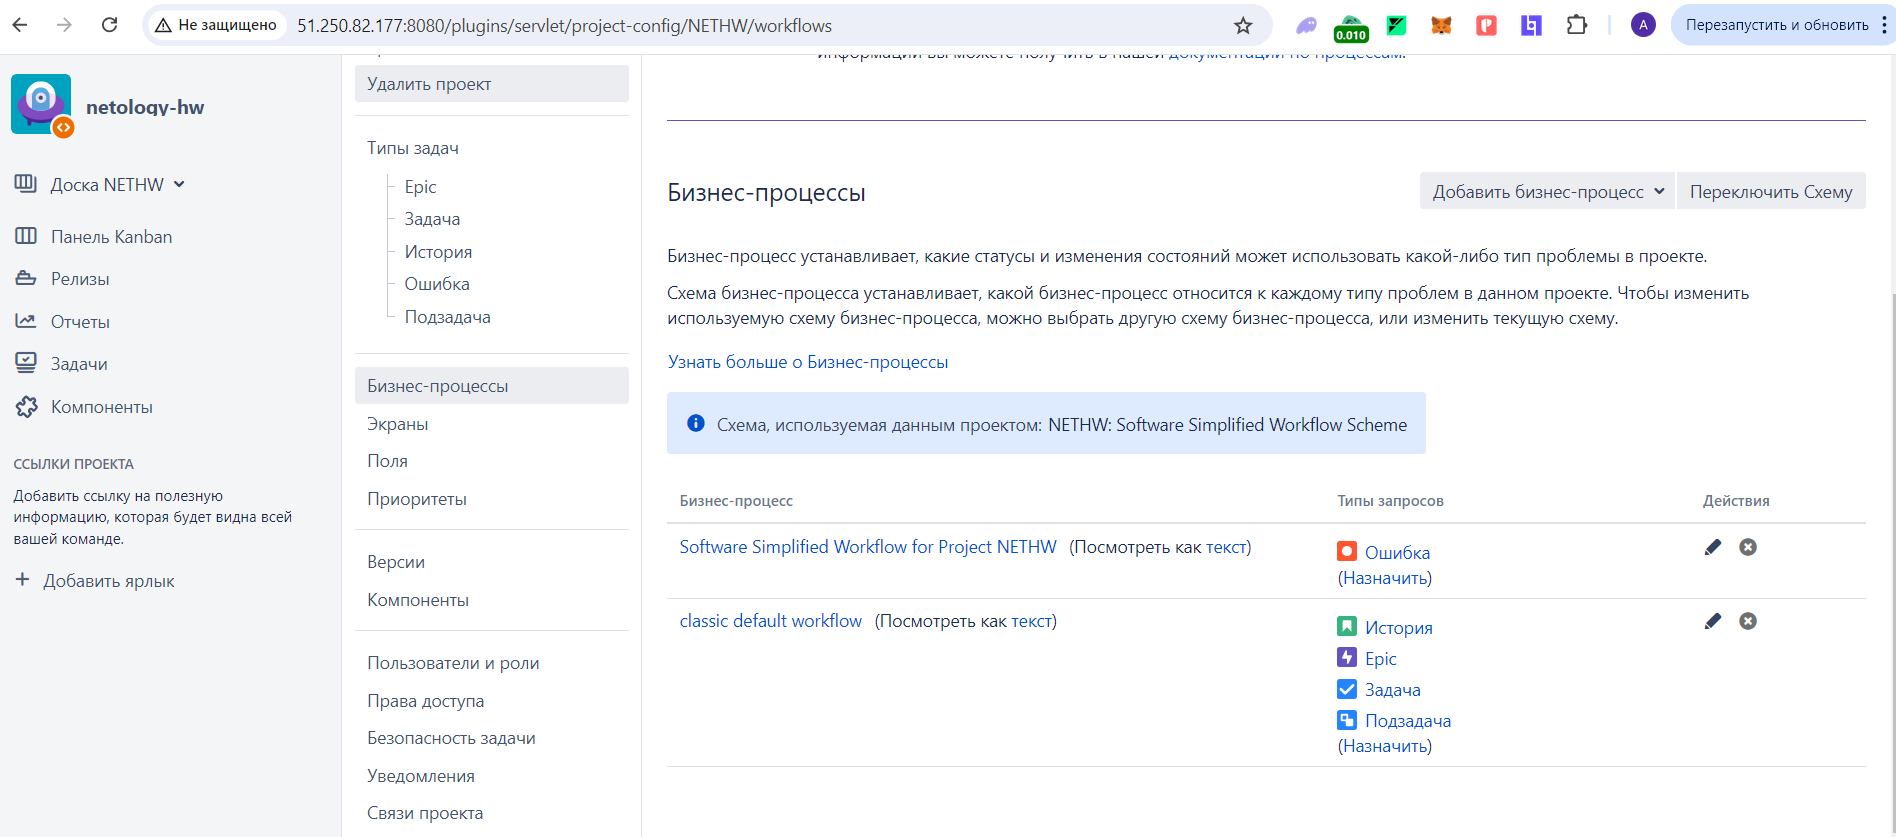 Не защищено
51.250.82.177:8080/plugins/servlet/project-config/NETHW/workflows
0.010
A
Перезапустить и обновить
netology-hw
Доска NETHW
Панель Kanban
Релизы
Отчеты
Задачи
Компоненты
ССЫЛКИ ПРОЕКТА
Добавить ссылку на полезную
информацию, которая будет видна всей
вашей команде.
Добавить ярлык
Удалить проект
Типы задач
Epic
Задача
История
Ошибка
Подзадача
Бизнес-процессы
Экраны
Поля
Приоритеты
Версии
Компоненты
Пользователи и роли
Права доступа
Безопасность задачи
Уведомления
Связи проекта
информации вы можете получить в нашей документации по процессам.
Бизнес-процессы
Добавить бизнес-процесс
Переключить Схему
Бизнес-процесс устанавливает, какие статусы и изменения состояний может использовать какой-либо тип проблемы в проекте.
Схема бизнес-процесса устанавливает, какой бизнес-процесс относится к каждому типу проблем в данном проекте. Чтобы изменить
используемую схему бизнес-процесса, можно выбрать другую схему бизнес-процесса, или изменить текущую схему.
Узнать больше о Бизнес-процессы
Схема, используемая данным проектом: NETHW: Software Simplified Workflow Scheme
Бизнес-процесс Типы запросов Действия
Software Simplified Workflow for Project NETHW (Посмотреть как текст)
Ошибка
(Назначить)
classic default workflow (Посмотреть как текст)
История
Epic
Задача
Подзадача
(Назначить)